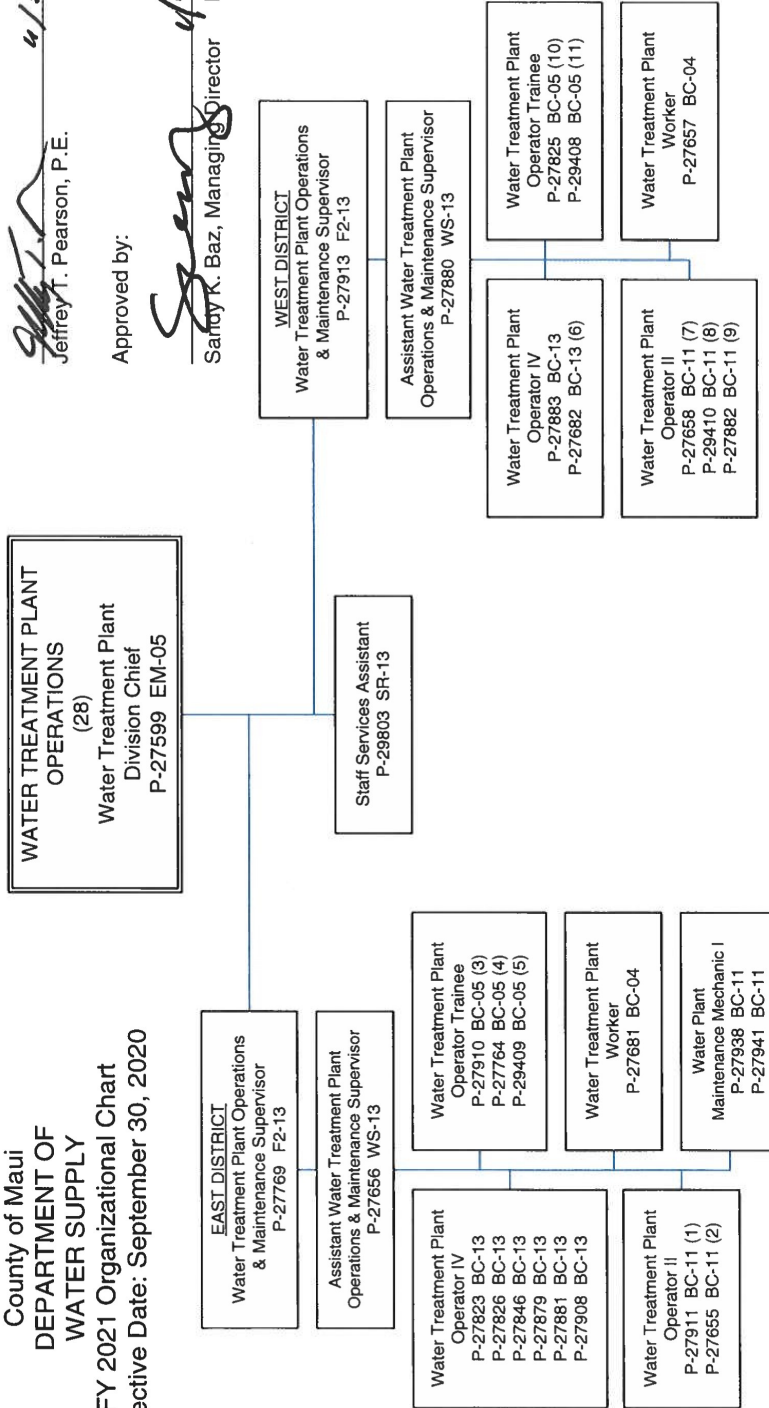 County of Maui
DEPARTMENT OF
WATER SUPPLY
FY 2021 Organizational Chart
Date: September 30, 2020
Jeffrey T. Pearson, P.E.
Approved by:
Sandy K. Baz, Managing Director
WATER TREATMENT PLANT
OPERATIONS
(28)
Water Treatment Plant
Division Chief
P-27599 EM-05
Staff Services Assistant
P-29803 SR-13
EAST DISTRICT
Water Treatment Plant Operations
& Maintenance Supervisor
P-27769 F2-13
Assistant Water Treatment Plant
Operations & Maintenance Supervisor
P-27656 WS-13
Water Treatment Plant
Operator IV
P-27823 BC-13
P-27826 BC-13
P-27846 BC-13
P-27879 BC-13
P-27881 BC-13
P-27908 BC-13
Water Treatment Plant
Operator Trainee
P-27910 BC-05 (3)
P-27764 BC-05 (4)
P-29409 BC-05 (5)
Water Treatment Plant
Operator II
P-27911 BC-11 (1)
P-27655 BC-11 (2)
Water Treatment Plant
Worker
P-27681 BC-04
Water Plant
Maintenance Mechanic I
P-27938 BC-11
P-27941 BC-11
WEST DISTRICT
Water Treatment Plant Operations
& Maintenance Supervisor
P-27913 F2-13
Assistant Water Treatment Plant
Operations & Maintenance Supervisor
P-27880 WS-13
Water Treatment Plant
Operator IV
P-27883 BC-13
P-27682 BC-13 (6)
Water Treatment Plant
Operator Trainee
P-27825 BC-05 (10)
P-29408 BC-05 (11)
Water Treatment Plant
Operator II
P-27658 BC-11 (7)
P-29410 BC-11 (8)
P-27882 BC-11 (9)
Water Treatment Plant
Worker
P-27657 BC-04